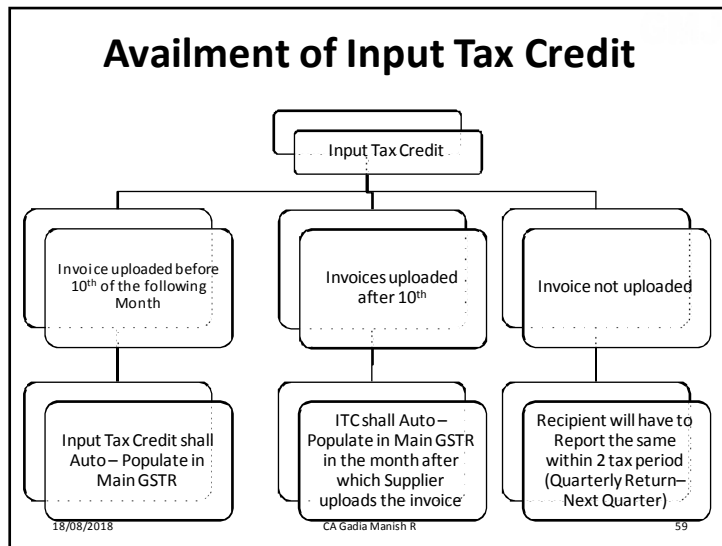 Availment of Input Tax Credit
Input Tax Credit
Invoice uploaded before
10th of the following
Month
Invoices uploaded
after 10th
Invoice not uploaded
Input Tax Credit shall
Auto – Populate in
Main GSTR
ITC shall Auto –
Populate in Main GSTR
in the month after
which Supplier
uploads the invoice
Recipient will have to
Report the same
within 2 tax period
(Quarterly Return–
Next Quarter)
18/08/2018
CA Gadia Manish R
59